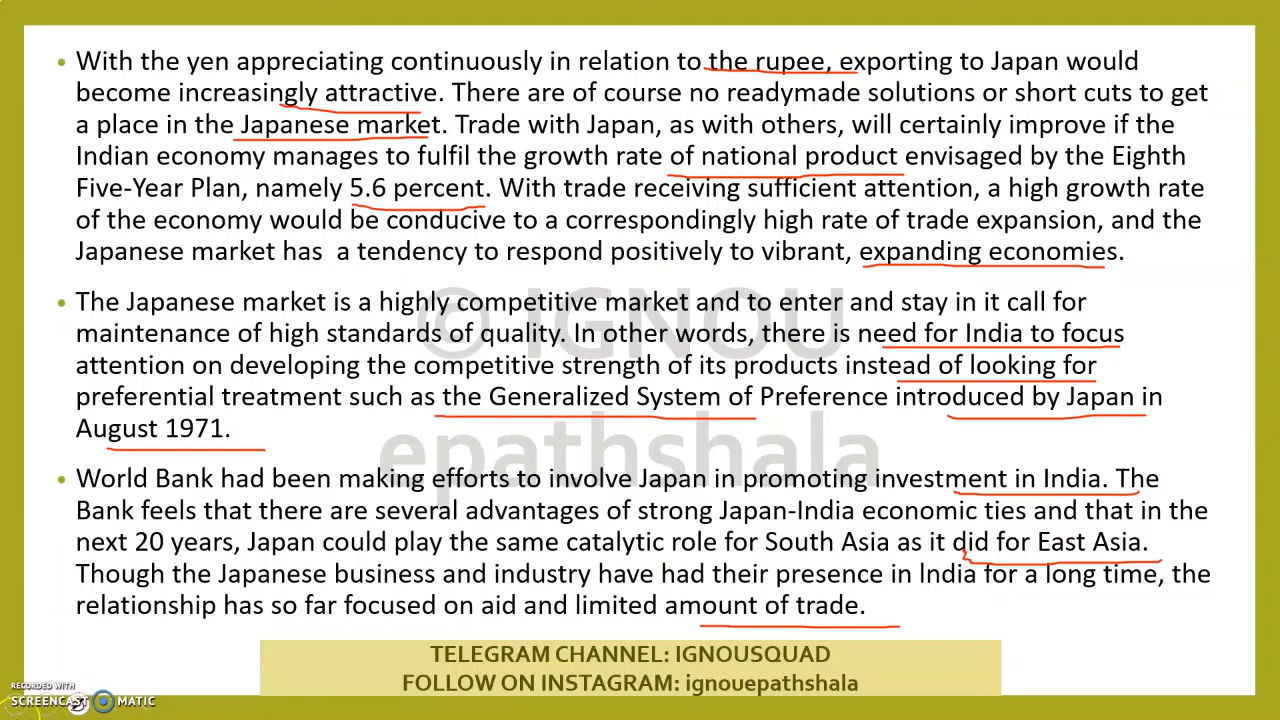 • With the yen appreciating continuously in relation to the rupee, exporting to Japan would
become increasingly attractive. There are of course no readymade solutions or short cuts to get
a place in the Japanese market. Trade with Japan, as with others, will certainly improve if the
Indian economy manages to fulfil the growth rate of national product envisaged by the Eighth
Five-Year Plan, namely 5.6 percent. With trade receiving sufficient attention, a high growth rate
of the economy would be conducive to a correspondingly high rate of trade expansion, and the
Japanese market has a tendency to respond positively to vibrant, expanding economies.
• The Japanese market is a highly competitive market and to enter and stay in it call for
maintenance of high standards of quality. In other words, there is need for India to focus
attention on developing the competitive strength of its products instead of looking for
preferential treatment such as the Generalized System of Preference introduced by Japan in
August 1971.
© IGNOU
epathshala
• World Bank had been making efforts to involve Japan in promoting investment in India. The
Bank feels that there are several advantages of strong Japan-India economic ties and that in the
next 20 years, Japan could play the same catalytic role for South Asia as it did for East Asia.
Though the Japanese business and industry have had their presence in India for a long time, the
relationship has so far focused on aid and limited amount of trade.
TELEGRAM CHANNEL: IGNOUSQUAD
FOLLOW ON INSTAGRAM: ignouepathshala
RECORDED WITH
SCREENCAST MATIC